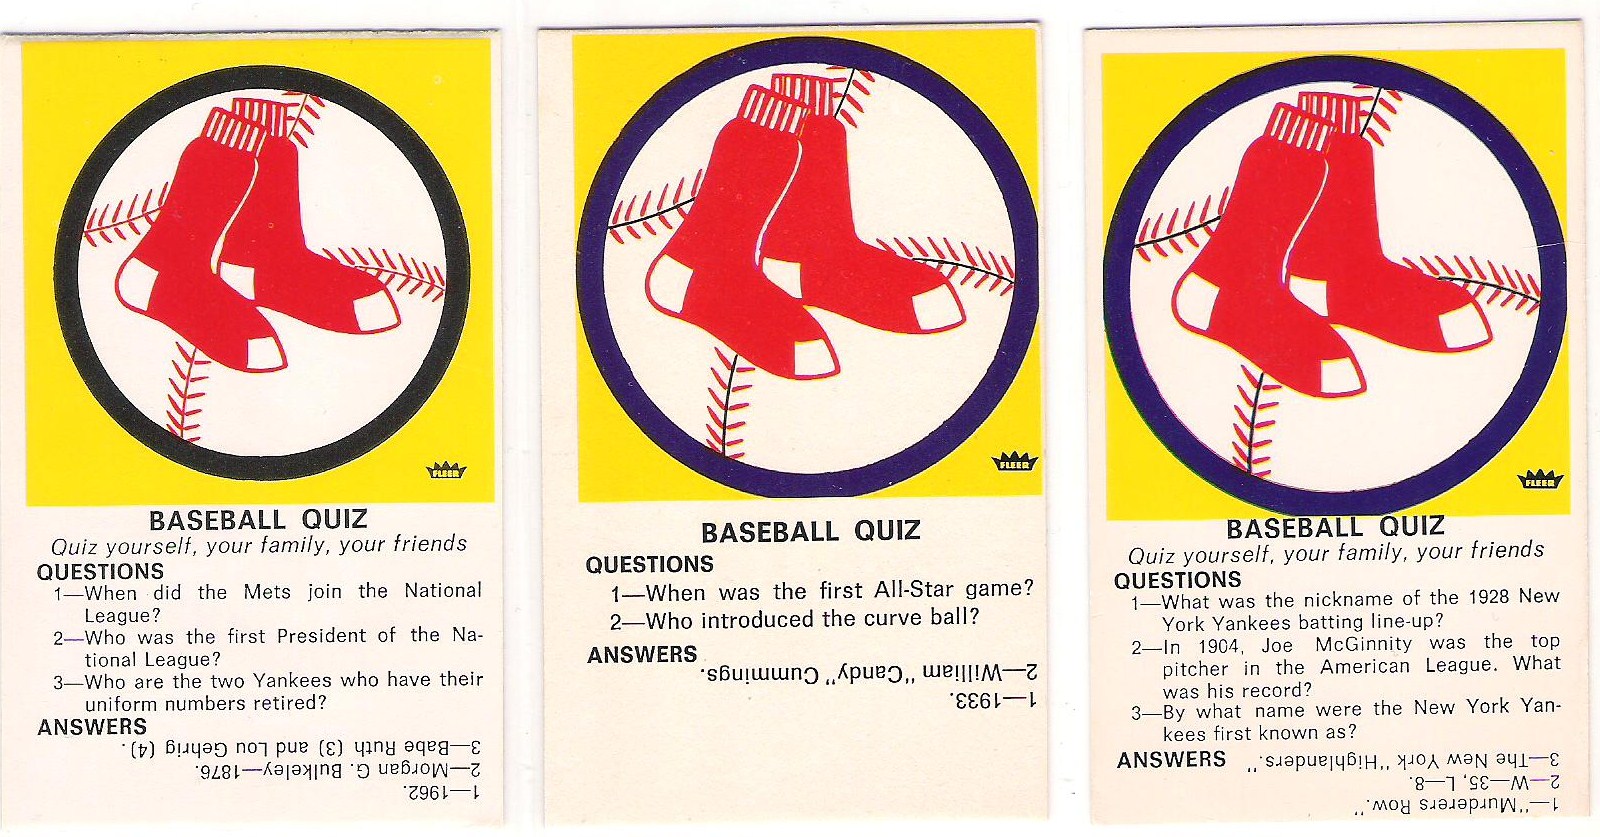 FLEER
BASEBALL QUIZ
Quiz yourself, your family, your friends
QUESTIONS
1—When did the Mets join the National
League?
2—Who was the first President of the Na-
tional League?
3—Who are the two Yankees who have their
uniform numbers retired?
ANSWERS
1—1962.
2—Morgan G. Bulkeley—1876.
3—Babe Ruth (3) and Lou Gehrig (4).
FLEER
BASEBALL QUIZ
QUESTIONS
1—When was the first All-Star game?
2—Who introduced the curve ball?
ANSWERS
1—1933.
2—William "Candy" Cummings.
FLEER
BASEBALL QUIZ
Quiz yourself, your family, your friends
QUESTIONS
1—What was the nickname of the 1928 New
York Yankees batting line-up?
2—In 1904, Joe McGinnity was the top
pitcher in the American League. What
was his record?
3—By what name were the New York Yan-
kees first known as?
ANSWERS
1—"Murderers Row".
2—W—35, L—8.
3—The New York "Highlanders."